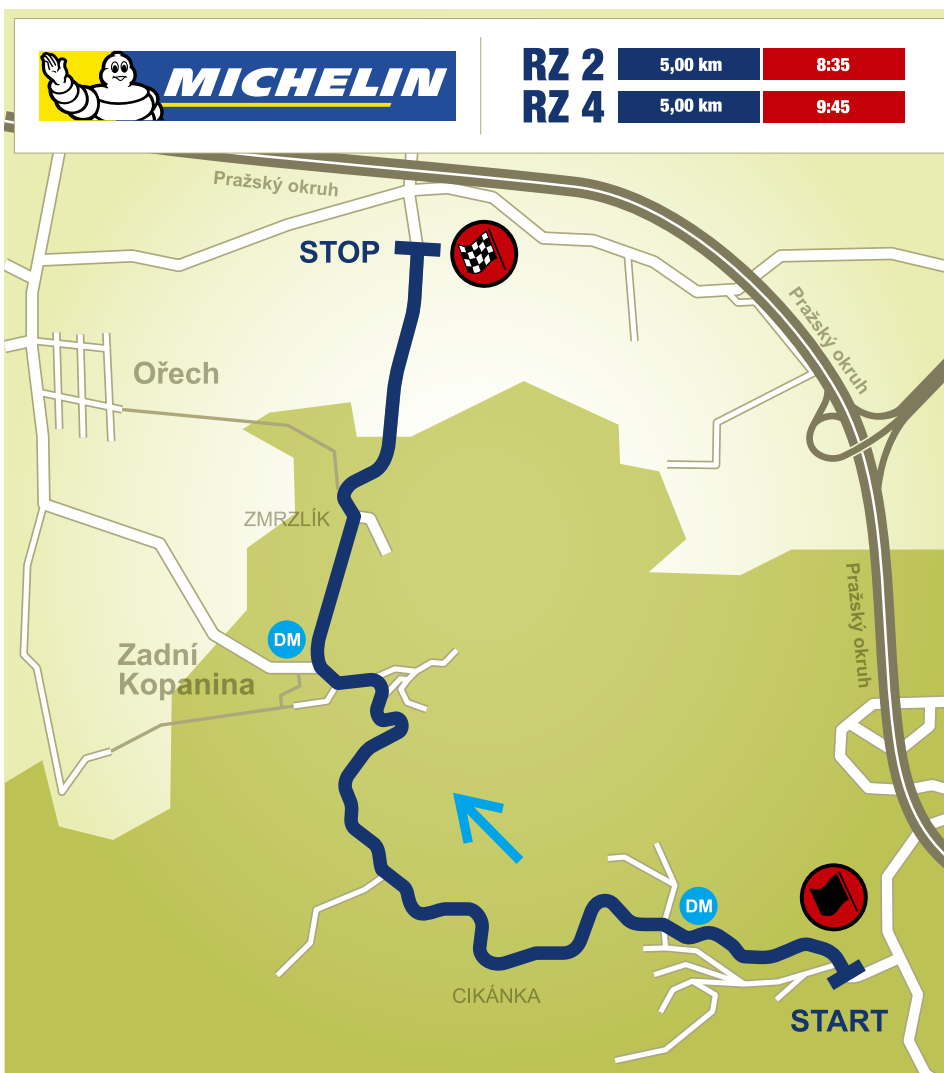 MICHELIN
RZ 2 5,00 km 8:35
RZ 4 5,00 km 9:45
Pražský okruh
STOP
Pražský okruh
Ořech
ZMRZLÍK
Pražský okruh
DM
Zadní
Kopanina
DM
CIKÁNKA
START